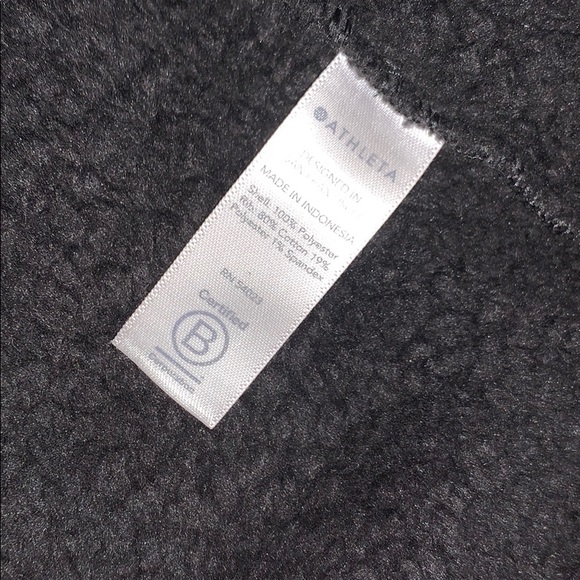 ATHLETA
DESIGNED IN
MADE IN INDONESIA
Shell: 100% Polyester
Rib: 80% Cotton 19%
Polyester 1% Spandex
RN 54023
Certified
B
Corporation